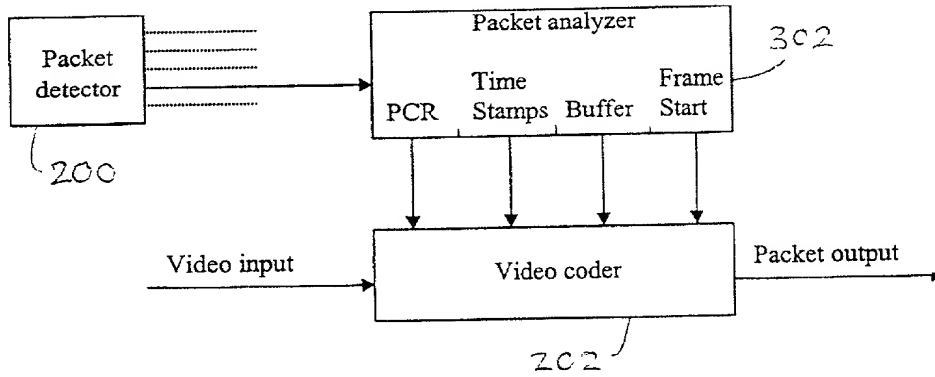 Packet analyzer
302
Packet
detector
Time
Stamps
Frame
Start
PCR
Buffer
200
Video input
Video coder
Packet output
202